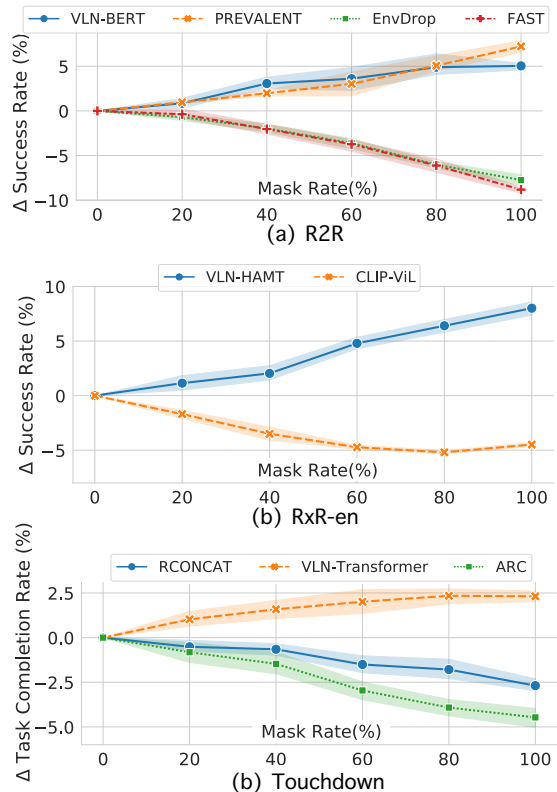 VLN-BERT PREVALENT EnvDrop FAST
Δ Success Rate (%)
5
0
−5
−10
Mask Rate(%)
0 20 40 60 80 100
(a) R2R
VLN-HAMT CLIP-ViL
Δ Success Rate (%)
10
5
0
−5
Mask Rate(%)
0 20 40 60 80 100
(b) RxR-en
RCONCAT VLN-Transformer ARC
Δ Task Completion Rate (%)
2.5
0.0
−2.5
−5.0
Mask Rate(%)
0 20 40 60 80 100
(b) Touchdown